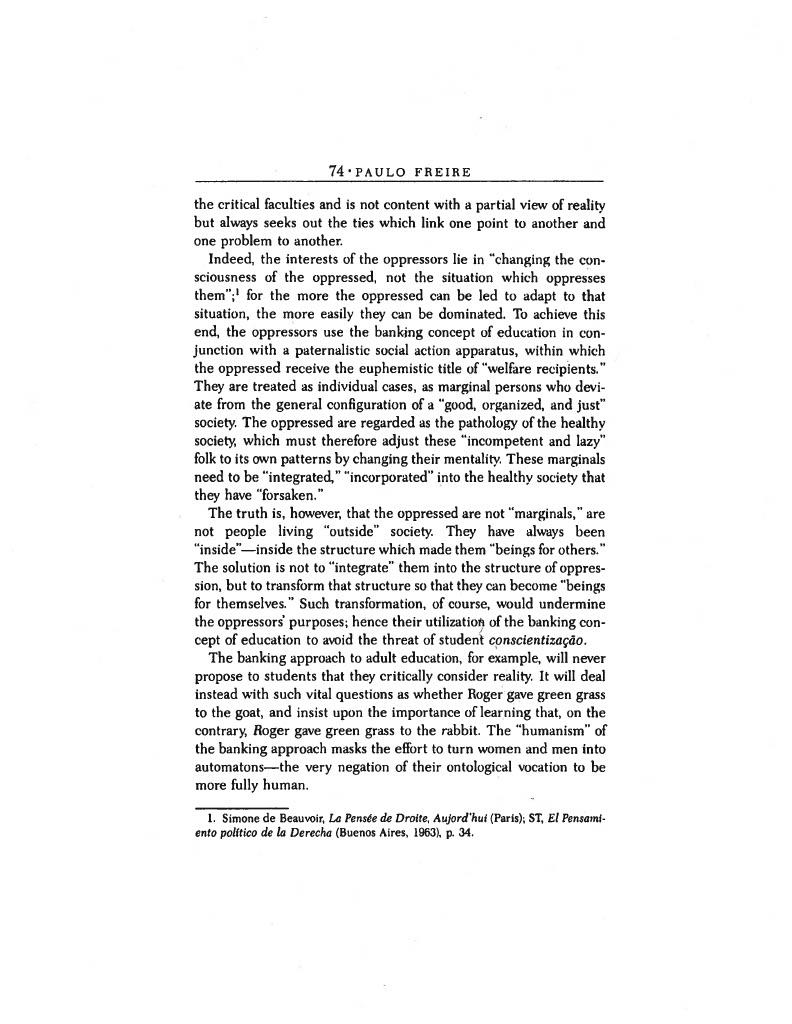 74 · PAULO FREIRE
the critical faculties and is not content with a partial view of reality
but always seeks out the ties which link one point to another and
one problem to another.
Indeed, the interests of the oppressors lie in "changing the con-
sciousness of the oppressed, not the situation which oppresses
them";¹ for the more the oppressed can be led to adapt to that
situation, the more easily they can be dominated. To achieve this
end, the oppressors use the banking concept of education in con-
junction with a paternalistic social action apparatus, within which
the oppressed receive the euphemistic title of "welfare recipients."
They are treated as individual cases, as marginal persons who devi-
ate from the general configuration of a "good, organized, and just"
society. The oppressed are regarded as the pathology of the healthy
society, which must therefore adjust these "incompetent and lazy"
folk to its own patterns by changing their mentality. These marginals
need to be "integrated," "incorporated" into the healthy society that
they have "forsaken."
The truth is, however, that the oppressed are not "marginals," are
not people living "outside" society. They have always been
"inside"—inside the structure which made them "beings for others."
The solution is not to "integrate" them into the structure of oppres-
sion, but to transform that structure so that they can become "beings
for themselves." Such transformation, of course, would undermine
the oppressors' purposes; hence their utilization of the banking con-
cept of education to avoid the threat of student conscientização.
The banking approach to adult education, for example, will never
propose to students that they critically consider reality. It will deal
instead with such vital questions as whether Roger gave green grass
to the goat, and insist upon the importance of learning that, on the
contrary, Roger gave green grass to the rabbit. The "humanism" of
the banking approach masks the effort to turn women and men into
automatons—the very negation of their ontological vocation to be
more fully human.
1. Simone de Beauvoir, La Pensée de Droite, Aujord'hui (Paris); ST, El Pensami-
ento político de la Derecha (Buenos Aires, 1963), p. 34.